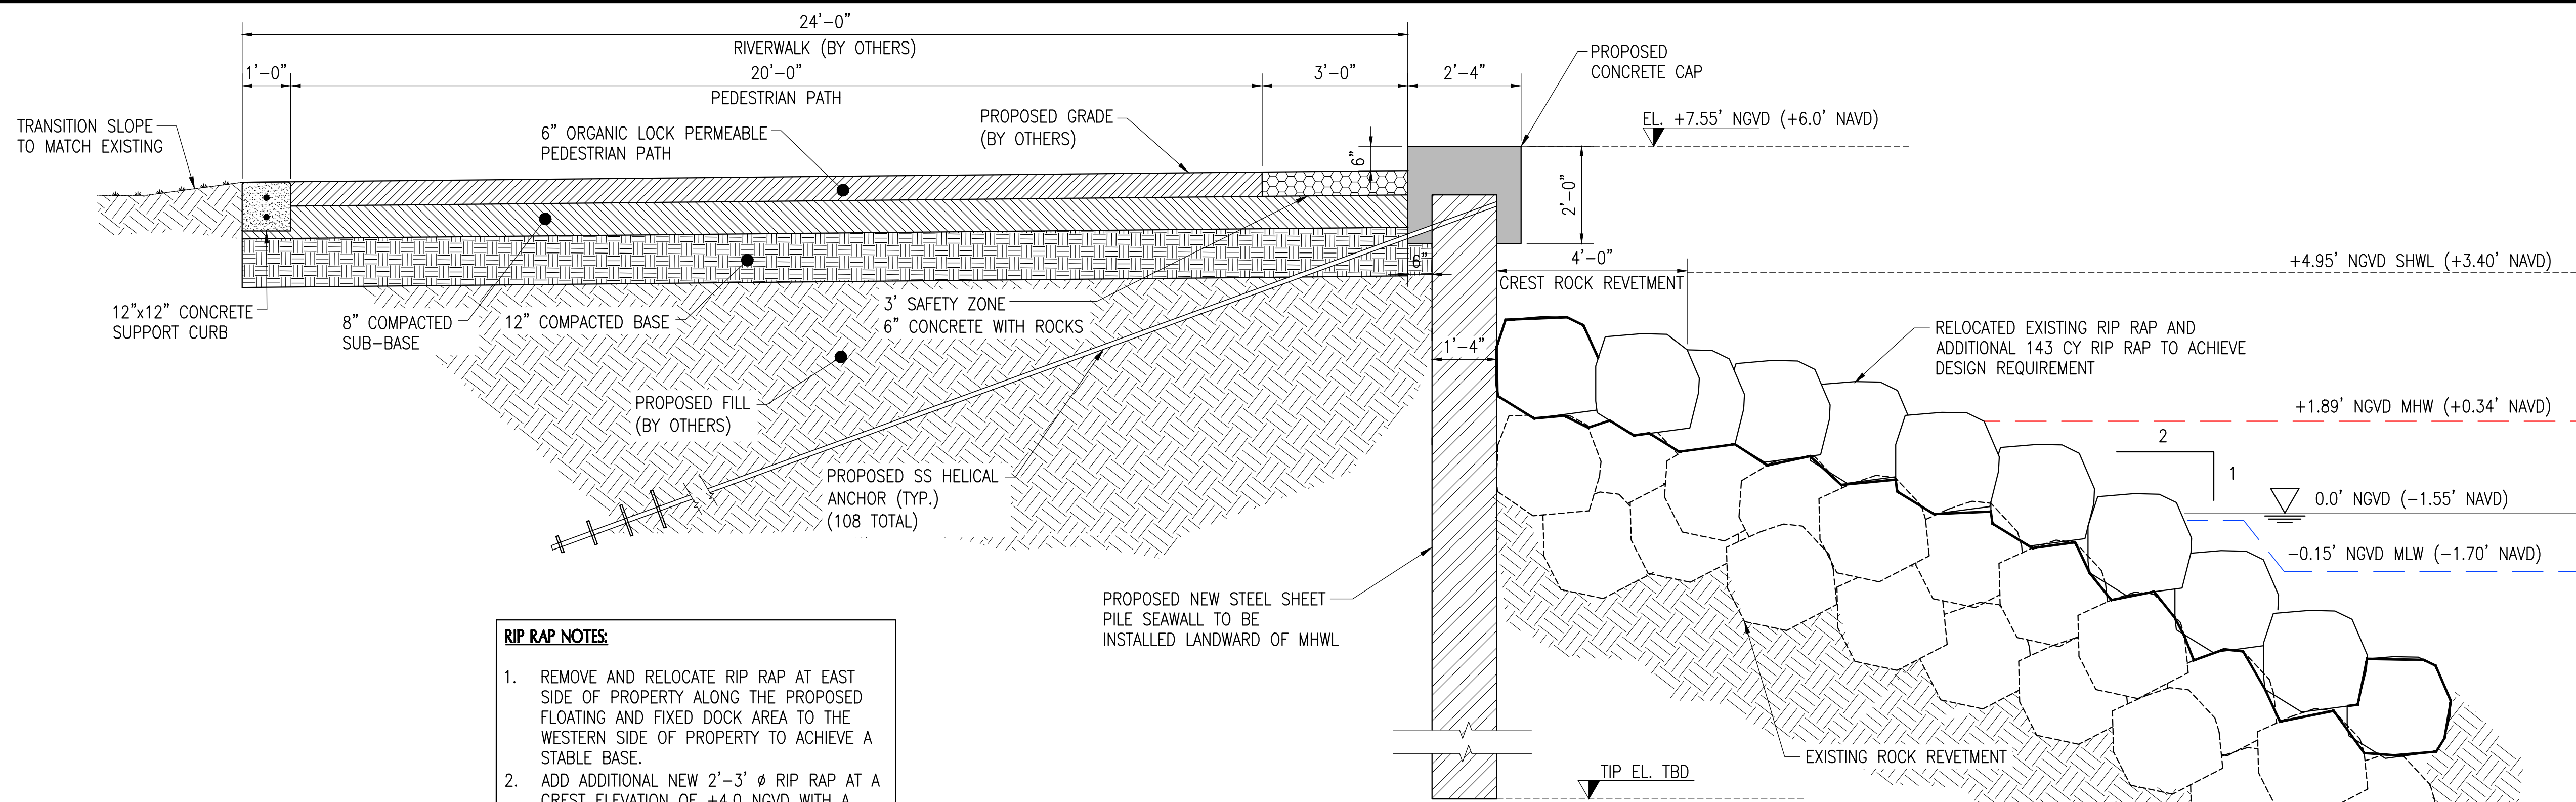 24'-0"
RIVERWALK (BY OTHERS)
1'-0"
20'-0"
PEDESTRIAN PATH
3'-0"
2'-4"
PROPOSED
CONCRETE CAP
TRANSITION SLOPE
TO MATCH EXISTING
6" ORGANIC LOCK PERMEABLE
PEDESTRIAN PATH
PROPOSED GRADE
(BY OTHERS)
EL. +7.55' NGVD (+6.0' NAVD)
6"
2'-0"
12"x12" CONCRETE
SUPPORT CURB
8" COMPACTED
SUB-BASE
12" COMPACTED BASE
3' SAFETY ZONE
6" CONCRETE WITH ROCKS
6"
4'-0"
CREST ROCK REVETMENT
+4.95' NGVD SHWL (+3.40' NAVD)
1'-4"
RELOCATED EXISTING RIP RAP AND
ADDITIONAL 143 CY RIP RAP TO ACHIEVE
DESIGN REQUIREMENT
PROPOSED FILL
(BY OTHERS)
+1.89' NGVD MHW (+0.34' NAVD)
2
1
PROPOSED SS HELICAL
ANCHOR (TYP.)
(108 TOTAL)
0.0' NGVD (-1.55' NAVD)
-0.15' NGVD MLW (-1.70' NAVD)
PROPOSED NEW STEEL SHEET
PILE SEAWALL TO BE
INSTALLED LANDWARD OF MHWL
RIP RAP NOTES:
1. REMOVE AND RELOCATE RIP RAP AT EAST
SIDE OF PROPERTY ALONG THE PROPOSED
FLOATING AND FIXED DOCK AREA TO THE
WESTERN SIDE OF PROPERTY TO ACHIEVE A
STABLE BASE.
2. ADD ADDITIONAL NEW 2'-3' ø RIP RAP AT A
CREST ELEVATION OF +4.0 NGVD WITH A
EXISTING ROCK REVETMENT
TIP EL. TBD